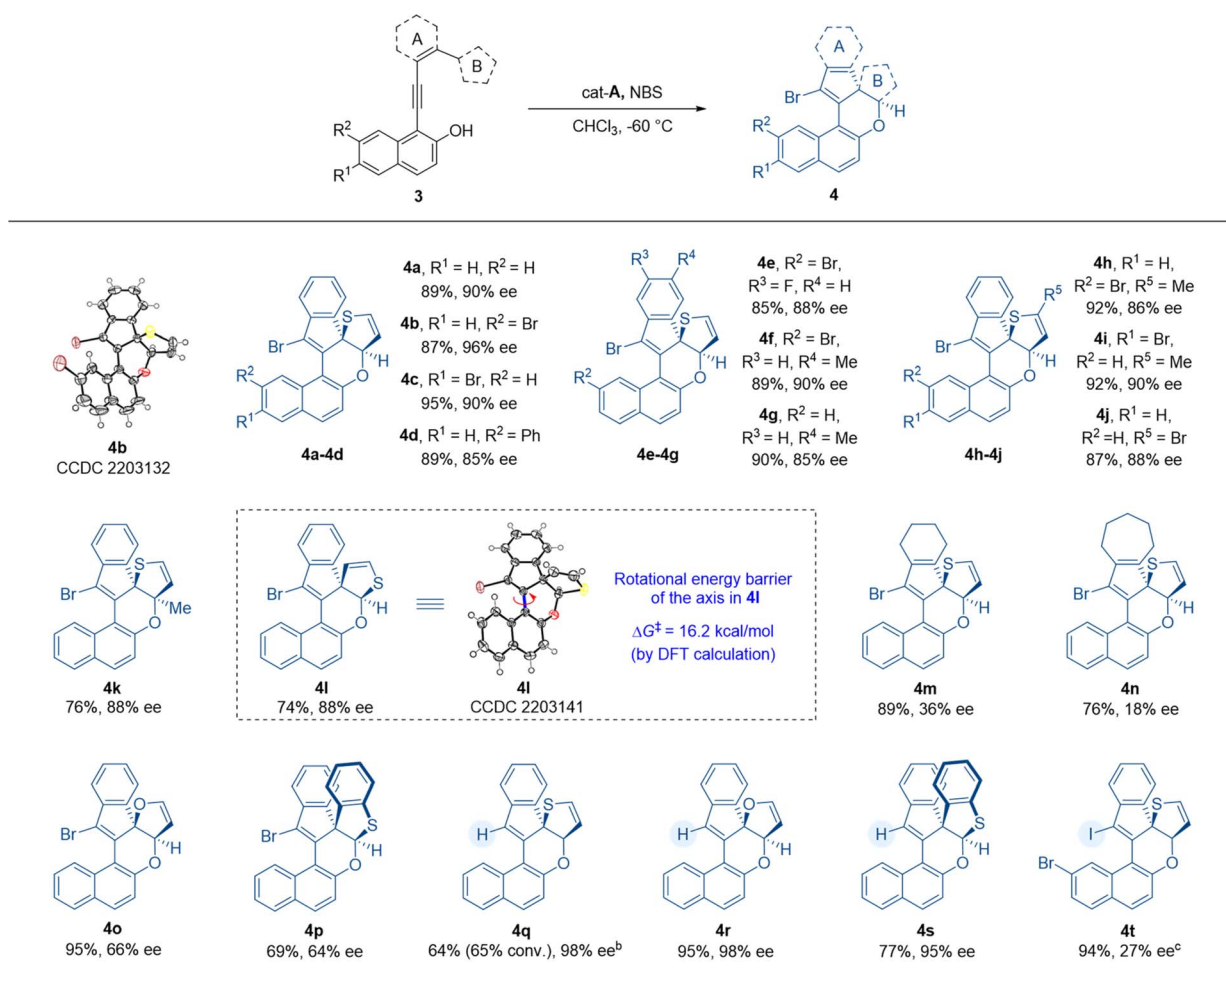 A
B
R²
R¹
OH
3
cat-A, NBS
CHCl₃, -60 °C
A
B
Br
H
O
R²
R¹
4
4b
CCDC 2203132
S
Br
H
O
R²
R¹
4a-4d
4a, R¹ = H, R² = H
89%, 90% ee
4b, R¹ = H, R² = Br
87%, 96% ee
4c, R¹ = Br, R² = H
95%, 90% ee
4d, R¹ = H, R² = Ph
89%, 85% ee
R³
R⁴
S
Br
H
O
R²
4e-4g
4e, R² = Br,
R³ = F, R⁴ = H
85%, 88% ee
4f, R² = Br,
R³ = H, R⁴ = Me
89%, 90% ee
4g, R² = H,
R³ = H, R⁴ = Me
90%, 85% ee
R⁵
S
Br
H
O
R²
R¹
4h-4j
4h, R¹ = H,
R² = Br, R⁵ = Me
92%, 86% ee
4i, R¹ = Br,
R² = H, R⁵ = Me
92%, 90% ee
4j, R¹ = H,
R² =H, R⁵ = Br
87%, 88% ee
S
Br
Me
O
4k
76%, 88% ee
Br
S
H
O
4l
74%, 88% ee
4l
CCDC 2203141
Rotational energy barrier
of the axis in 4l
ΔG‡ = 16.2 kcal/mol
(by DFT calculation)
S
Br
H
O
4m
89%, 36% ee
S
Br
H
O
4n
76%, 18% ee
O
Br
H
O
4o
95%, 66% ee
Br
S
H
O
4p
69%, 64% ee
S
H
O
4q
64% (65% conv.), 98% eeᵇ
O
H
H
O
4r
95%, 98% ee
H
S
H
O
4s
77%, 95% ee
S
I
Br
O
4t
94%, 27% eeᶜ